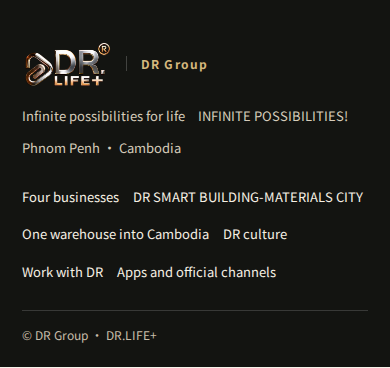 DR.® LIFE+ DR Group
Infinite possibilities for life INFINITE POSSIBILITIES!
Phnom Penh · Cambodia
Four businesses DR SMART BUILDING-MATERIALS CITY
One warehouse into Cambodia DR culture
Work with DR Apps and official channels
© DR Group · DR.LIFE+